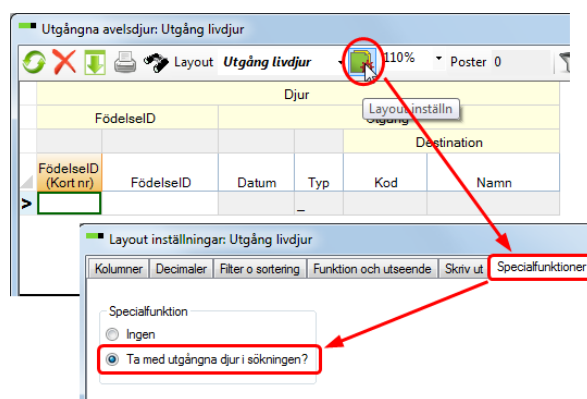 Utgångna avelsdjur: Utgång livdjur
Layout Utgång livdjur 110% Poster 0
Layout inställn
Djur
FödelseID Utgång
Destination
FödelseID (Kort nr) FödelseID Datum Typ Kod Namn
> _
Layout inställningar: Utgång livdjur
Kolumner Decimaler Filter o sortering Funktion och utseende Skriv ut Specialfunktioner
Specialfunktion
Ingen
Ta med utgångna djur i sökningen?